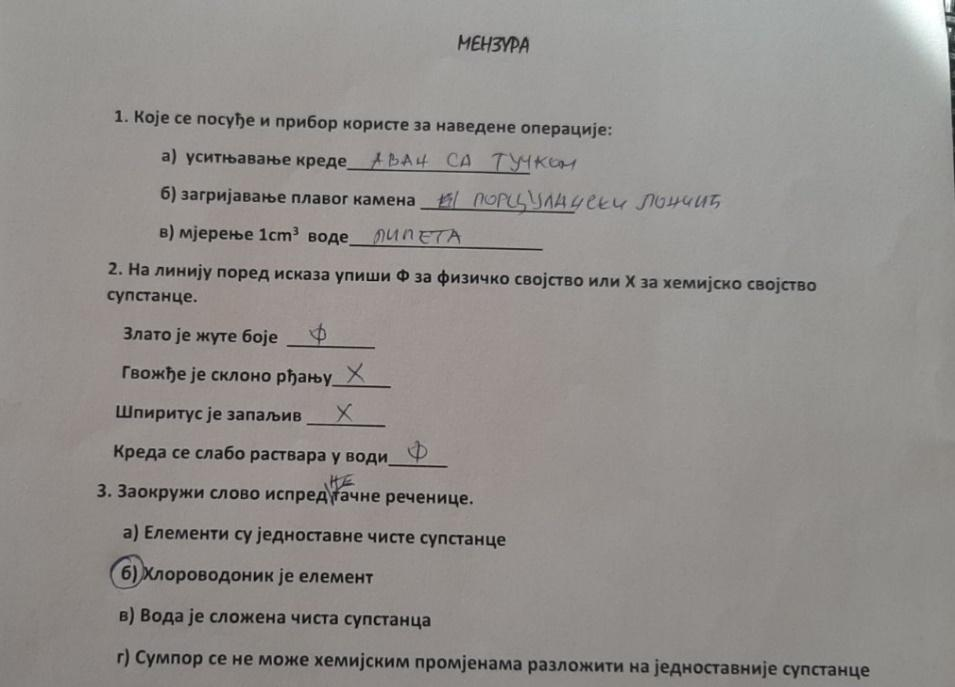 МЕНЗУРА
1. Које се посуђе и прибор користе за наведене операције:
а) уситњавање креде АВАН СА ТУЧКОМ
б) загријавање плавог камена ПОРЦУЛАНСКИ ЛОНЧИЋ
в) мјерење 1cm³ воде ПИПЕТА
2. На линију поред исказа упиши Ф за физичко својство или Х за хемијско својство
супстанце.
Злато је жуте боје Ф
Гвожђе је склоно рђању Х
Шпиритус је запаљив Х
Креда се слабо раствара у води Ф
3. Заокружи слово испред НЕтачне реченице.
а) Елементи су једноставне чисте супстанце
б) Хлороводоник је елемент
в) Вода је сложена чиста супстанца
г) Сумпор се не може хемијским промјенама разложити на једноставније супстанце